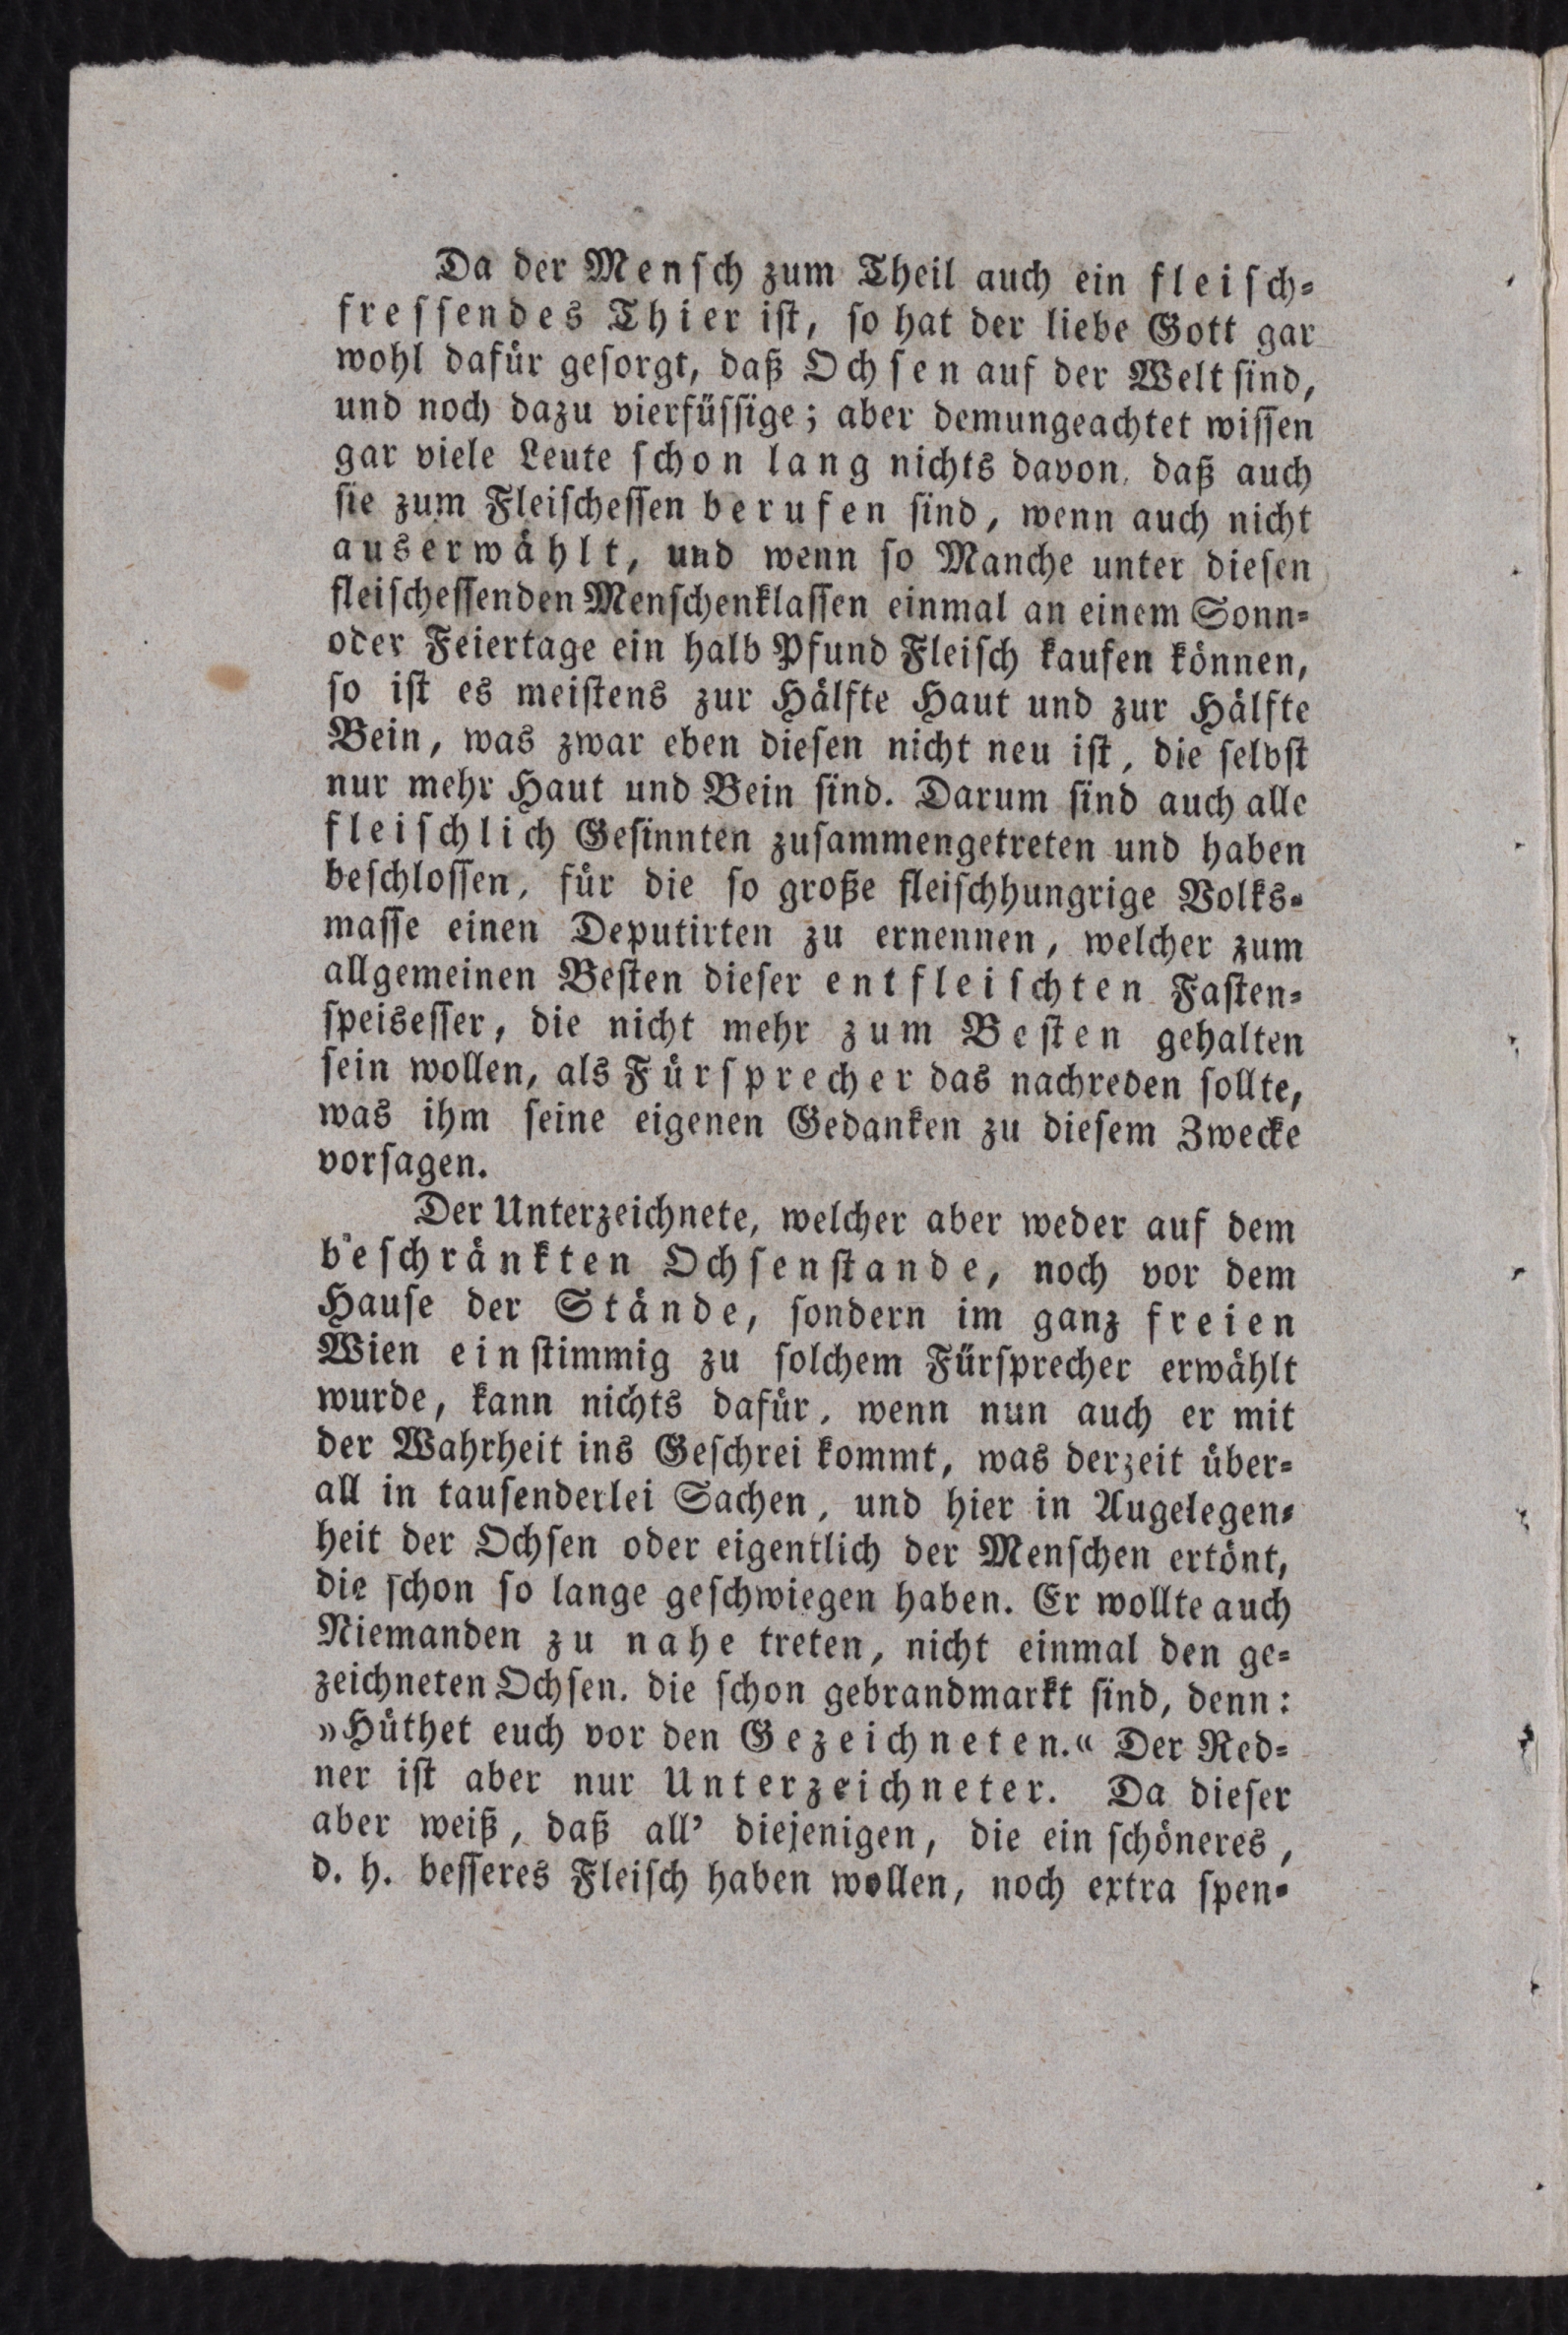 Da der Mensch zum Theil auch ein fleisch-
fressendes Thier ist, so hat der liebe Gott gar
wohl dafür gesorgt, daß Ochsen auf der Welt sind,
und noch dazu vierfüssige; aber demungeachtet wissen
gar viele Leute schon lang nichts davon, daß auch
sie zum Fleischessen berufen sind, wenn auch nicht
auserwählt, und wenn so Manche unter diesen
fleischessenden Menschenklassen einmal an einem Sonn-
oder Feiertage ein halb Pfund Fleisch kaufen können,
so ist es meistens zur Hälfte Haut und zur Hälfte
Bein, was zwar eben diesen nicht neu ist, die selbst
nur mehr Haut und Bein sind. Darum sind auch alle
fleischlich Gesinnten zusammengetreten und haben
beschlossen, für die so große fleischhungrige Volks-
masse einen Deputirten zu ernennen, welcher zum
allgemeinen Besten dieser entfleischten Fasten-
speisesser, die nicht mehr zum Besten gehalten
sein wollen, als Fürsprecher das nachreden sollte,
was ihm seine eigenen Gedanken zu diesem Zwecke
vorsagen.
Der Unterzeichnete, welcher aber weder auf dem
beschränkten Ochsenstande, noch vor dem
Hause der Stände, sondern im ganz freien
Wien einstimmig zu solchem Fürsprecher erwählt
wurde, kann nichts dafür, wenn nun auch er mit
der Wahrheit ins Geschrei kommt, was derzeit über-
all in tausenderlei Sachen, und hier in Augelegen-
heit der Ochsen oder eigentlich der Menschen ertönt,
die schon so lange geschwiegen haben. Er wollte auch
Niemanden zu nahe treten, nicht einmal den ge-
zeichneten Ochsen. die schon gebrandmarkt sind, denn:
»Hüthet euch vor den Gezeichneten.« Der Red-
ner ist aber nur Unterzeichneter. Da dieser
aber weiß, daß all' diejenigen, die ein schöneres,
d. h. besseres Fleisch haben wollen, noch extra spen-